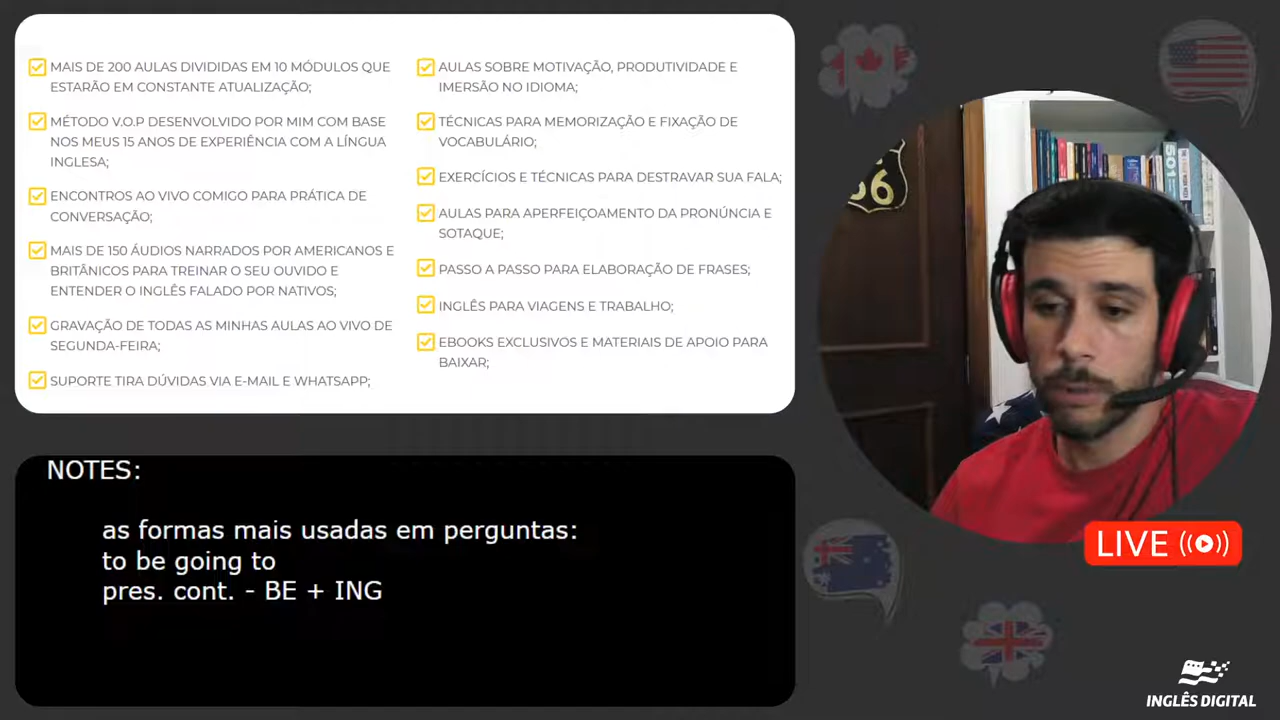 MAIS DE 200 AULAS DIVIDIDAS EM 10 MÓDULOS QUE
ESTARÃO EM CONSTANTE ATUALIZAÇÃO;
MÉTODO V.O.P DESENVOLVIDO POR MIM COM BASE
NOS MEUS 15 ANOS DE EXPERIÊNCIA COM A LÍNGUA
INGLESA;
ENCONTROS AO VIVO COMIGO PARA PRÁTICA DE
CONVERSAÇÃO;
MAIS DE 150 ÁUDIOS NARRADOS POR AMERICANOS E
BRITÂNICOS PARA TREINAR O SEU OUVIDO E
ENTENDER O INGLÊS FALADO POR NATIVOS;
GRAVAÇÃO DE TODAS AS MINHAS AULAS AO VIVO DE
SEGUNDA-FEIRA;
SUPORTE TIRA DÚVIDAS VIA E-MAIL E WHATSAPP;
AULAS SOBRE MOTIVAÇÃO, PRODUTIVIDADE E
IMERSÃO NO IDIOMA;
TÉCNICAS PARA MEMORIZAÇÃO E FIXAÇÃO DE
VOCABULÁRIO;
EXERCÍCIOS E TÉCNICAS PARA DESTRAVAR SUA FALA;
AULAS PARA APERFEIÇOAMENTO DA PRONÚNCIA E
SOTAQUE;
PASSO A PASSO PARA ELABORAÇÃO DE FRASES;
INGLÊS PARA VIAGENS E TRABALHO;
EBOOKS EXCLUSIVOS E MATERIAIS DE APOIO PARA
BAIXAR;
NOTES:
as formas mais usadas em perguntas:
to be going to
pres. cont. - BE + ING
66
501
LIVE
INGLÊS DIGITAL